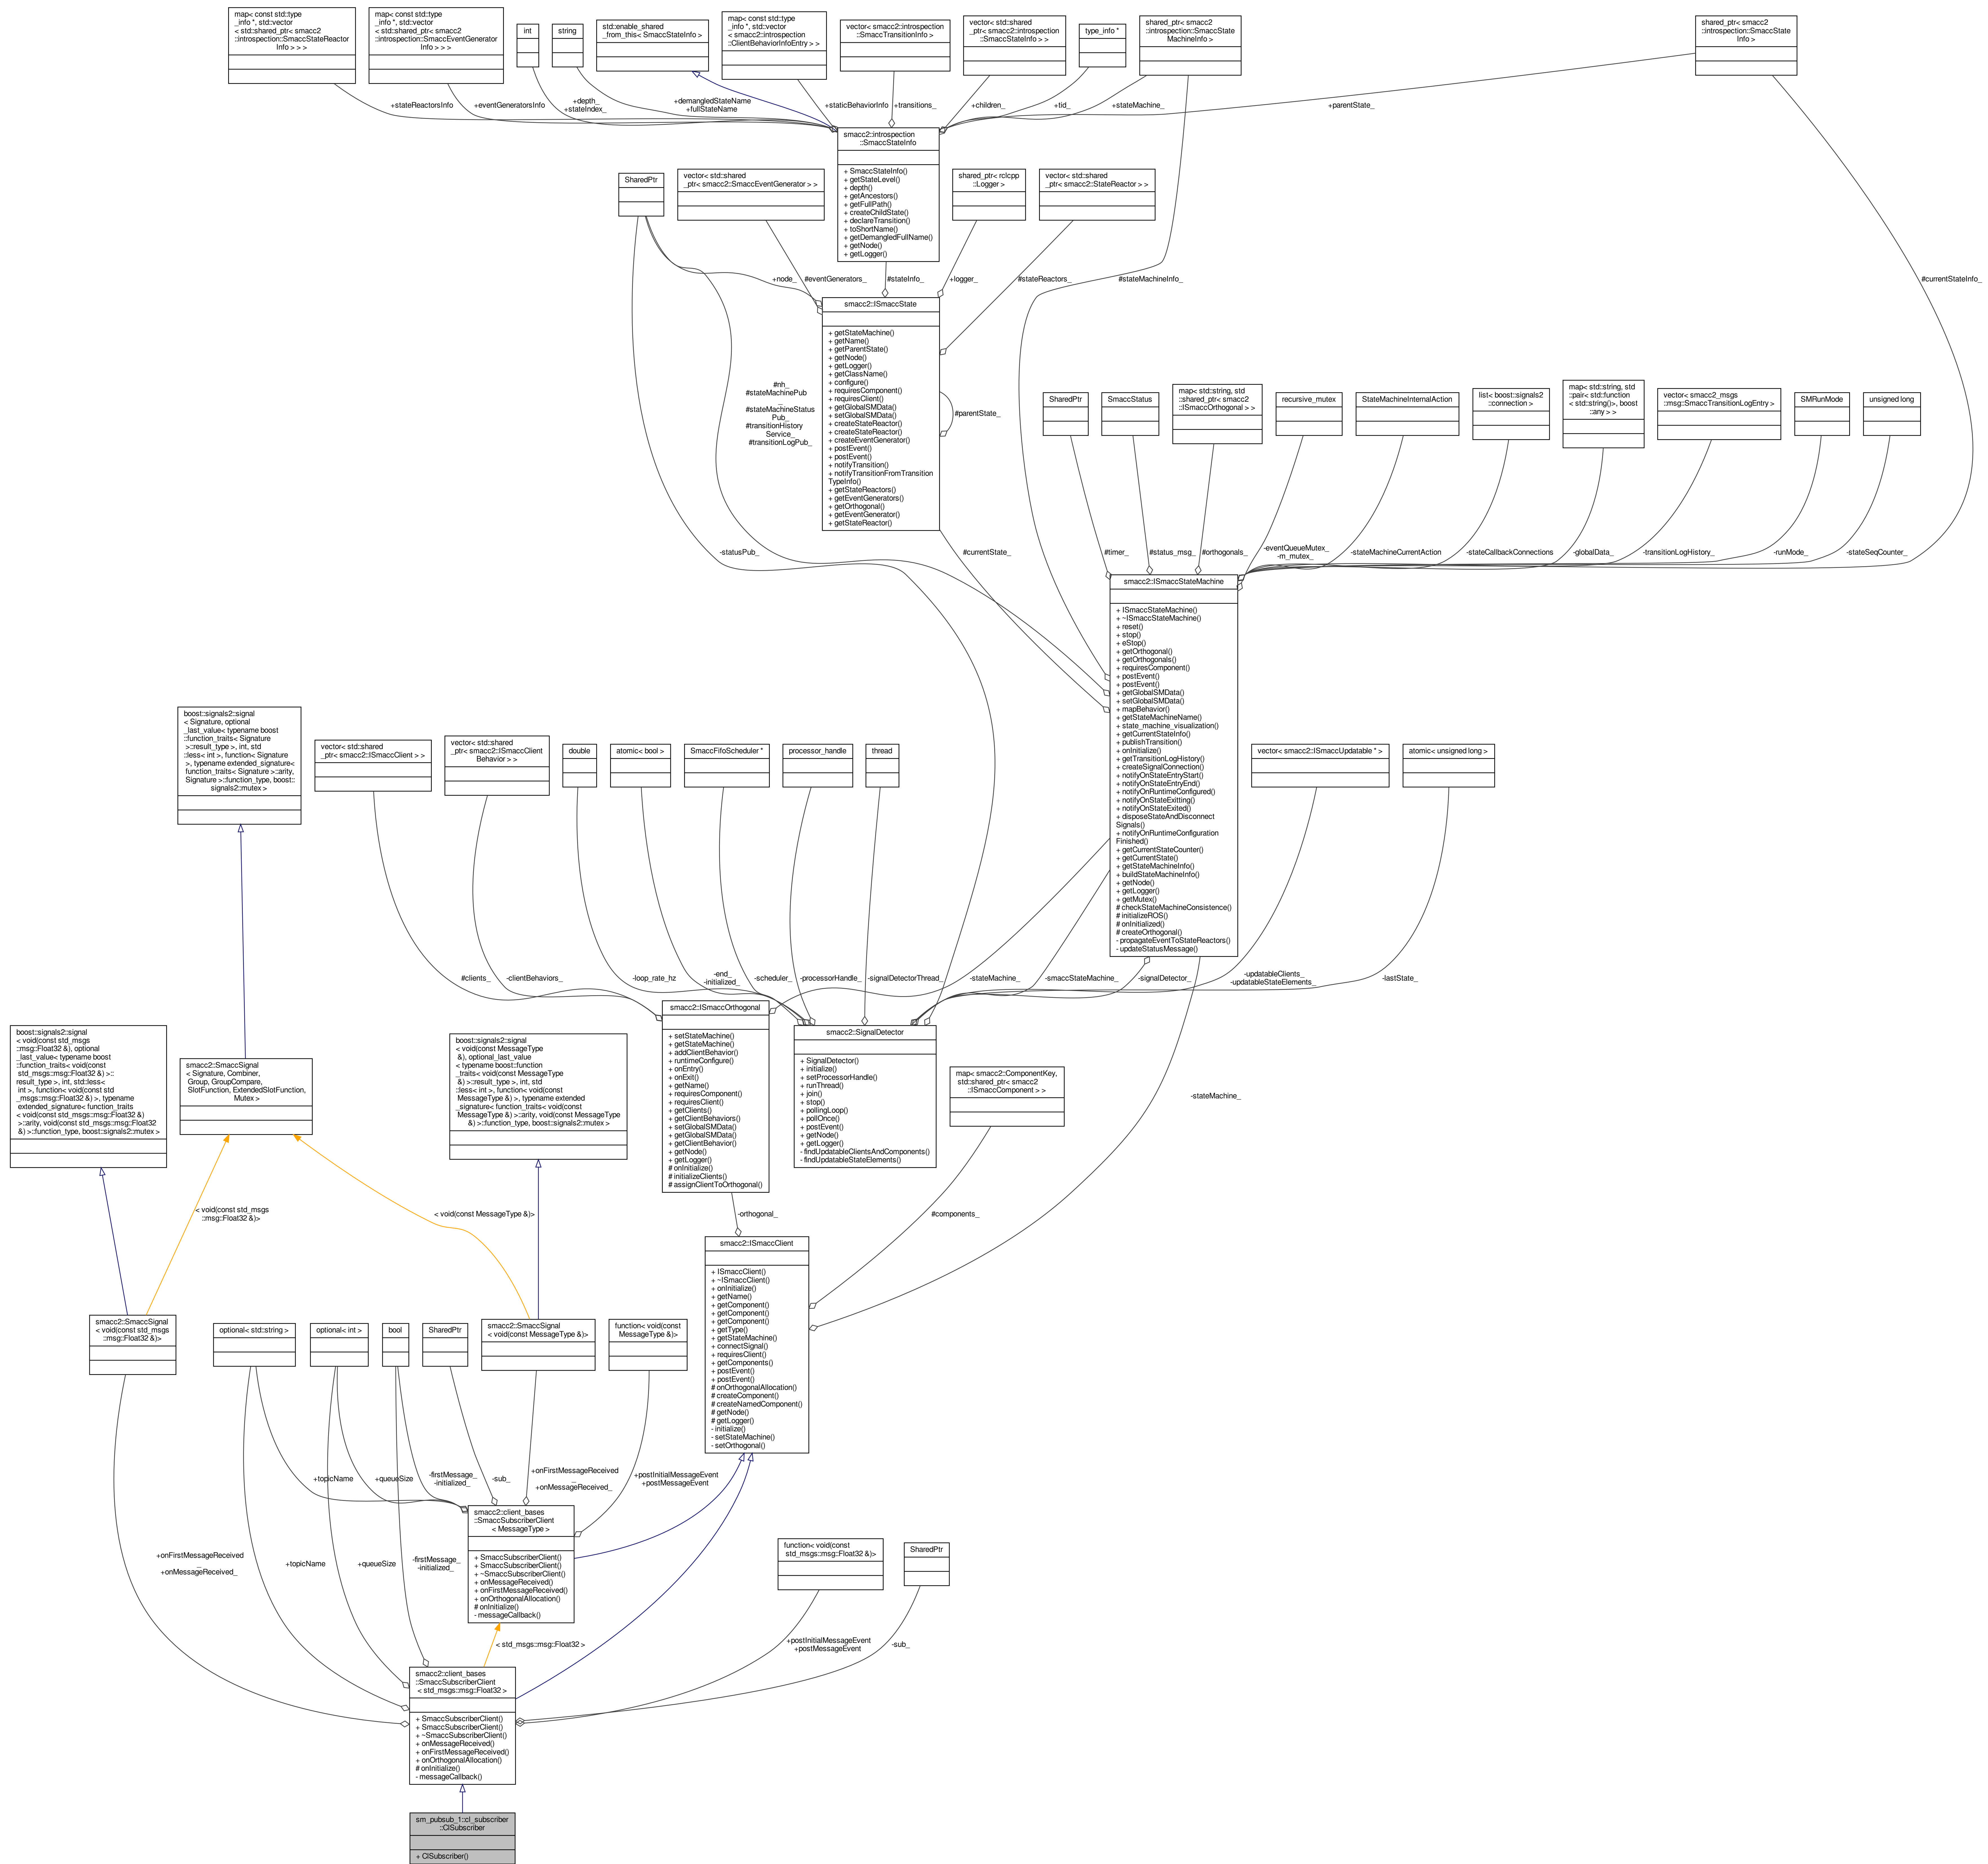 map< const std::type
_info *, std::vector
< std::shared_ptr< smacc2
::introspection::SmaccStateReactor
Info > > >
map< const std::type
_info *, std::vector
< std::shared_ptr< smacc2
::introspection::SmaccEventGenerator
Info > > >
int
string
std::enable_shared
_from_this< SmaccStateInfo >
map< const std::type
_info *, std::vector
< smacc2::introspection
::ClientBehaviorInfoEntry > >
vector< smacc2::introspection
::SmaccTransitionInfo >
vector< std::shared
_ptr< smacc2::introspection
::SmaccStateInfo > >
type_info *
shared_ptr< smacc2
::introspection::SmaccState
MachineInfo >
shared_ptr< smacc2
::introspection::SmaccState
Info >
+stateReactorsInfo
+eventGeneratorsInfo
+depth_
+stateIndex_
+demangledStateName
+fullStateName
+staticBehaviorInfo
+transitions_
+children_
+tid_
+stateMachine_
+parentState_
smacc2::introspection
::SmaccStateInfo
+ SmaccStateInfo()
+ getStateLevel()
+ depth()
+ getAncestors()
+ getFullPath()
+ createChildState()
+ declareTransition()
+ toShortName()
+ getDemangledFullName()
+ getNode()
+ getLogger()
SharedPtr
vector< std::shared
_ptr< smacc2::SmaccEventGenerator > >
shared_ptr< rclcpp
::Logger >
vector< std::shared
_ptr< smacc2::StateReactor > >
+node_
#eventGenerators_
#stateInfo_
+logger_
#stateReactors_
#stateMachineInfo_
#currentStateInfo_
smacc2::ISmaccState
+ getStateMachine()
+ getName()
+ getParentState()
+ getNode()
+ getLogger()
+ getClassName()
+ configure()
+ requiresComponent()
+ requiresClient()
+ getGlobalSMData()
+ setGlobalSMData()
+ createStateReactor()
+ createStateReactor()
+ createEventGenerator()
+ postEvent()
+ postEvent()
+ notifyTransition()
+ notifyTransitionFromTransition
TypeInfo()
+ getStateReactors()
+ getEventGenerators()
+ getOrthogonal()
+ getEventGenerator()
+ getStateReactor()
#parentState_
#nh_
#stateMachinePub
_
#stateMachineStatus
Pub_
#transitionHistory
Service_
#transitionLogPub_
SharedPtr
SmaccStatus
map< std::string, std
::shared_ptr< smacc2
::ISmaccOrthogonal > >
recursive_mutex
StateMachineInternalAction
list< boost::signals2
::connection >
map< std::string, std
::pair< std::function
< std::string()>, boost
::any > >
vector< smacc2_msgs
::msg::SmaccTransitionLogEntry >
SMRunMode
unsigned long
-statusPub_
#currentState_
#timer_
#status_msg_
#orthogonals_
-eventQueueMutex_
-m_mutex_
-stateMachineCurrentAction
-stateCallbackConnections
-globalData_
-transitionLogHistory_
-runMode_
-stateSeqCounter_
smacc2::ISmaccStateMachine
+ ISmaccStateMachine()
+ ~ISmaccStateMachine()
+ reset()
+ stop()
+ eStop()
+ getOrthogonal()
+ getOrthogonals()
+ requiresComponent()
+ postEvent()
+ postEvent()
+ getGlobalSMData()
+ setGlobalSMData()
+ mapBehavior()
+ getStateMachineName()
+ state_machine_visualization()
+ getCurrentStateInfo()
+ publishTransition()
+ onInitialize()
+ getTransitionLogHistory()
+ createSignalConnection()
+ notifyOnStateEntryStart()
+ notifyOnStateEntryEnd()
+ notifyOnRuntimeConfigured()
+ notifyOnStateExitting()
+ notifyOnStateExited()
+ disposeStateAndDisconnect
Signals()
+ notifyOnRuntimeConfiguration
Finished()
+ getCurrentStateCounter()
+ getCurrentState()
+ getStateMachineInfo()
+ buildStateMachineInfo()
+ getNode()
+ getLogger()
+ getMutex()
# checkStateMachineConsistence()
# initializeROS()
# onInitialized()
# createOrthogonal()
- propagateEventToStateReactors()
- updateStatusMessage()
boost::signals2::signal
< Signature, optional
_last_value< typename boost
::function_traits< Signature
>::result_type >, int, std
::less< int >, function< Signature
>, typename extended_signature<
function_traits< Signature >::arity,
Signature >::function_type, boost::
signals2::mutex >
vector< std::shared
_ptr< smacc2::ISmaccClient > >
vector< std::shared
_ptr< smacc2::ISmaccClient
Behavior > >
double
atomic< bool >
SmaccFifoScheduler *
processor_handle
thread
vector< smacc2::ISmaccUpdatable * >
atomic< unsigned long >
#clients_
-clientBehaviors_
-loop_rate_hz
-end_
-initialized_
-scheduler_
-processorHandle_
-signalDetectorThread_
-stateMachine_
-smaccStateMachine_
-signalDetector_
-updatableClients_
-updatableStateElements_
-lastState_
smacc2::ISmaccOrthogonal
+ setStateMachine()
+ getStateMachine()
+ addClientBehavior()
+ runtimeConfigure()
+ onEntry()
+ onExit()
+ getName()
+ requiresComponent()
+ requiresClient()
+ getClients()
+ getClientBehaviors()
+ setGlobalSMData()
+ getGlobalSMData()
+ getClientBehavior()
+ getNode()
+ getLogger()
# onInitialize()
# initializeClients()
# assignClientToOrthogonal()
smacc2::SignalDetector
+ SignalDetector()
+ initialize()
+ setProcessorHandle()
+ runThread()
+ join()
+ stop()
+ pollingLoop()
+ pollOnce()
+ postEvent()
+ getNode()
+ getLogger()
- findUpdatableClientsAndComponents()
- findUpdatableStateElements()
boost::signals2::signal
< void(const std_msgs
::msg::Float32 &), optional
_last_value< typename boost
::function_traits< void(const
std_msgs::msg::Float32 &) >::
result_type >, int, std::less<
int >, function< void(const std
_msgs::msg::Float32 &) >, typename
extended_signature< function_traits
< void(const std_msgs::msg::Float32 &)
>::arity, void(const std_msgs::msg::Float32
&) >::function_type, boost::signals2::mutex >
smacc2::SmaccSignal
< Signature, Combiner,
Group, GroupCompare,
SlotFunction, ExtendedSlotFunction,
Mutex >
boost::signals2::signal
< void(const MessageType
&), optional_last_value
< typename boost::function
_traits< void(const MessageType
&) >::result_type >, int, std
::less< int >, function< void(const
MessageType &) >, typename extended
_signature< function_traits< void(const
MessageType &) >::arity, void(const MessageType
&) >::function_type, boost::signals2::mutex >
map< smacc2::ComponentKey,
std::shared_ptr< smacc2
::ISmaccComponent > >
-stateMachine_
< void(const std_msgs
::msg::Float32 &)>
< void(const MessageType &)>
-orthogonal_
#components_
smacc2::ISmaccClient
+ ISmaccClient()
+ ~ISmaccClient()
+ onInitialize()
+ getName()
+ getComponent()
+ getComponent()
+ getComponent()
+ getType()
+ getStateMachine()
+ connectSignal()
+ requiresClient()
+ getComponents()
+ postEvent()
+ postEvent()
# onOrthogonalAllocation()
# createComponent()
# createNamedComponent()
# getNode()
# getLogger()
- initialize()
- setStateMachine()
- setOrthogonal()
smacc2::SmaccSignal
< void(const std_msgs
::msg::Float32 &)>
optional< std::string >
optional< int >
bool
SharedPtr
smacc2::SmaccSignal
< void(const MessageType &)>
function< void(const
MessageType &)>
+topicName
+queueSize
-firstMessage_
-initialized_
-sub_
+onFirstMessageReceived
_
+onMessageReceived_
+postInitialMessageEvent
+postMessageEvent
smacc2::client_bases
::SmaccSubscriberClient
< MessageType >
+ SmaccSubscriberClient()
+ SmaccSubscriberClient()
+ ~SmaccSubscriberClient()
+ onMessageReceived()
+ onFirstMessageReceived()
+ onOrthogonalAllocation()
# onInitialize()
- messageCallback()
function< void(const
std_msgs::msg::Float32 &)>
SharedPtr
+onFirstMessageReceived
_
+onMessageReceived_
+topicName
+queueSize
-firstMessage_
-initialized_
< std_msgs::msg::Float32 >
+postInitialMessageEvent
+postMessageEvent
-sub_
smacc2::client_bases
::SmaccSubscriberClient
< std_msgs::msg::Float32 >
+ SmaccSubscriberClient()
+ SmaccSubscriberClient()
+ ~SmaccSubscriberClient()
+ onMessageReceived()
+ onFirstMessageReceived()
+ onOrthogonalAllocation()
# onInitialize()
- messageCallback()
sm_pubsub_1::cl_subscriber
::ClSubscriber
+ ClSubscriber()